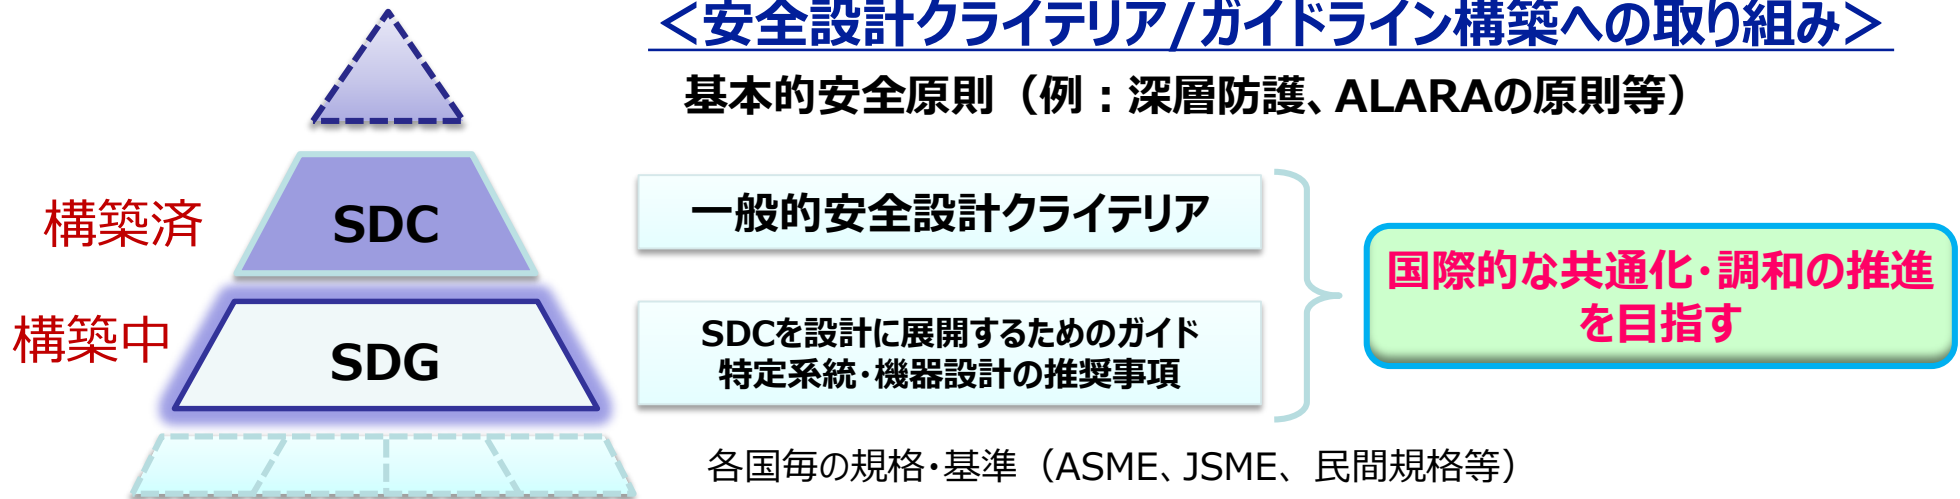 ＜安全設計クライテリア/ガイドライン構築への取り組み＞
基本的安全原則（例：深層防護、ALARAの原則等）
構築済
SDC
一般的安全設計クライテリア
国際的な共通化・調和の推進
を目指す
構築中
SDG
SDCを設計に展開するためのガイド
特定系統・機器設計の推奨事項
各国毎の規格・基準（ASME、JSME、民間規格等）